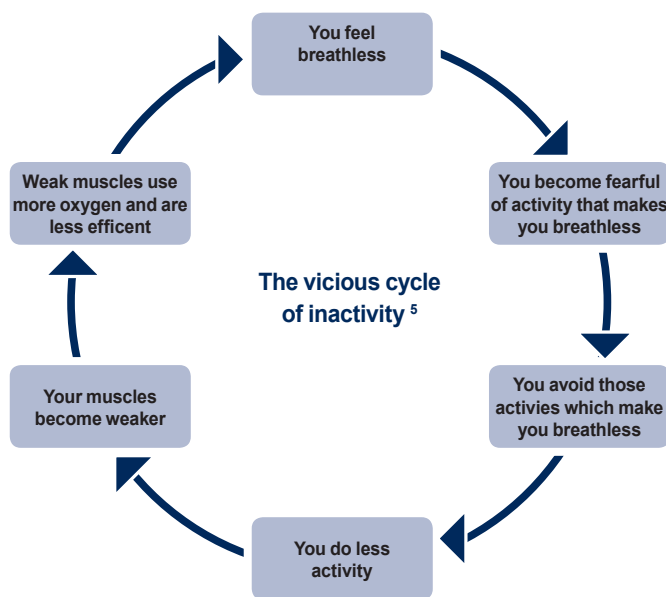 You feel
breathless
You become fearful
of activity that makes
you breathless
You avoid those
activies which make
you breathless
You do less
activity
Your muscles
become weaker
Weak muscles use
more oxygen and are
less efficent
The vicious cycle
of inactivity 5